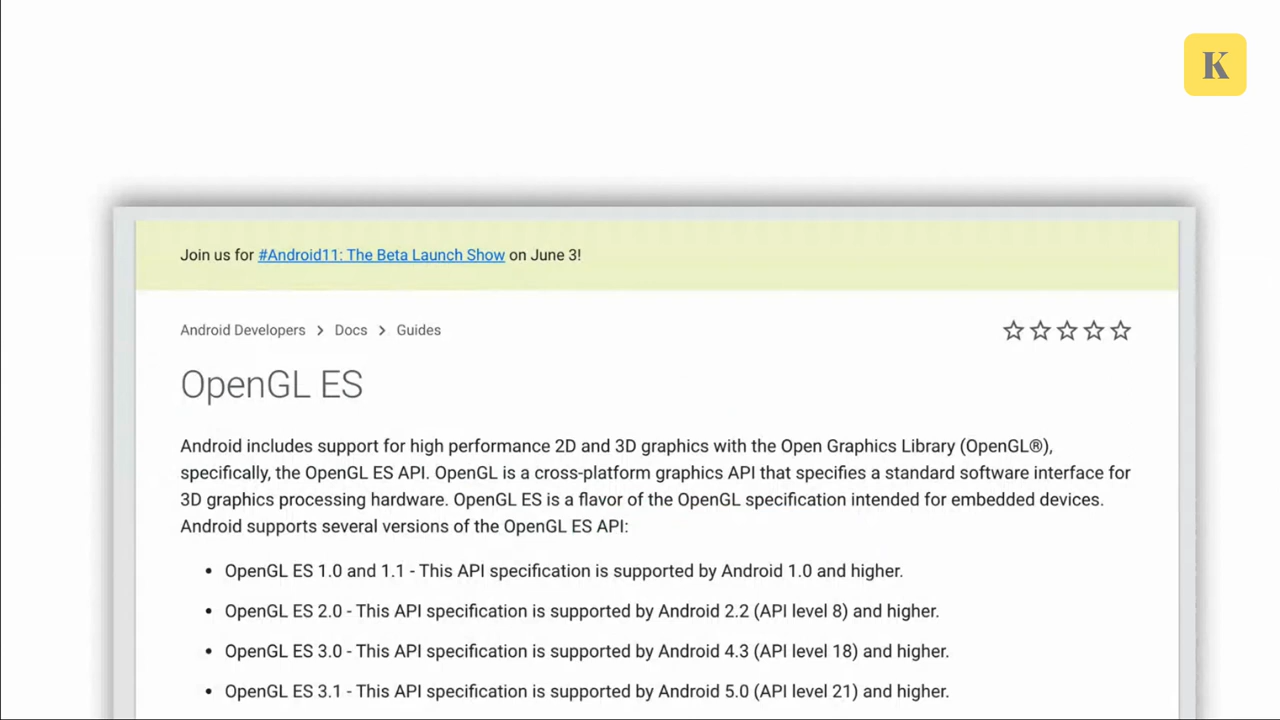 K
Join us for #Android11: The Beta Launch Show on June 3!
Android Developers > Docs > Guides
OpenGL ES
Android includes support for high performance 2D and 3D graphics with the Open Graphics Library (OpenGL®),
specifically, the OpenGL ES API. OpenGL is a cross-platform graphics API that specifies a standard software interface for
3D graphics processing hardware. OpenGL ES is a flavor of the OpenGL specification intended for embedded devices.
Android supports several versions of the OpenGL ES API:
• OpenGL ES 1.0 and 1.1 - This API specification is supported by Android 1.0 and higher.
• OpenGL ES 2.0 - This API specification is supported by Android 2.2 (API level 8) and higher.
• OpenGL ES 3.0 - This API specification is supported by Android 4.3 (API level 18) and higher.
• OpenGL ES 3.1 - This API specification is supported by Android 5.0 (API level 21) and higher.